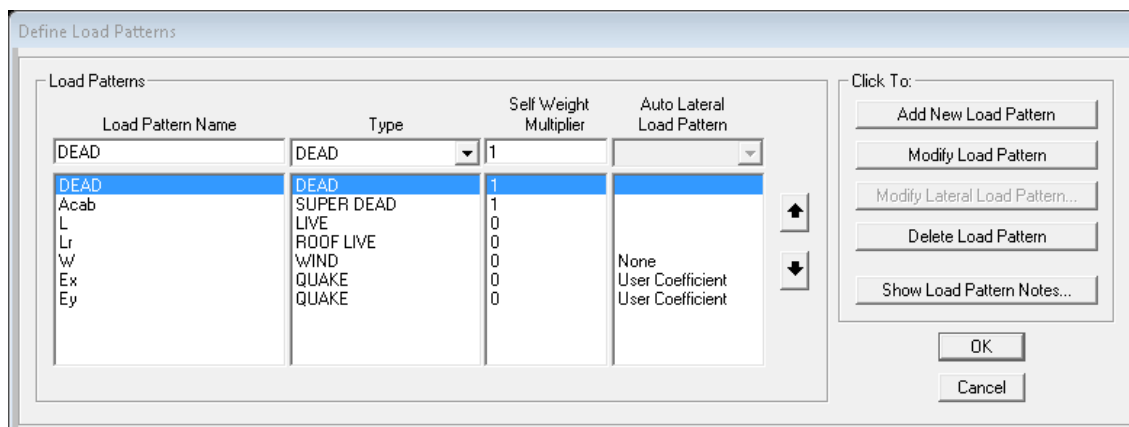 Define Load Patterns
Load Patterns
Click To:
Load Pattern Name Type Self Weight Multiplier Auto Lateral Load Pattern
DEAD DEAD 1
DEAD DEAD 1
Acab SUPER DEAD 1
L LIVE 0
Lr ROOF LIVE 0
W WIND 0 None
Ex QUAKE 0 User Coefficient
Ey QUAKE 0 User Coefficient
Add New Load Pattern
Modify Load Pattern
Modify Lateral Load Pattern...
Delete Load Pattern
Show Load Pattern Notes...
OK
Cancel